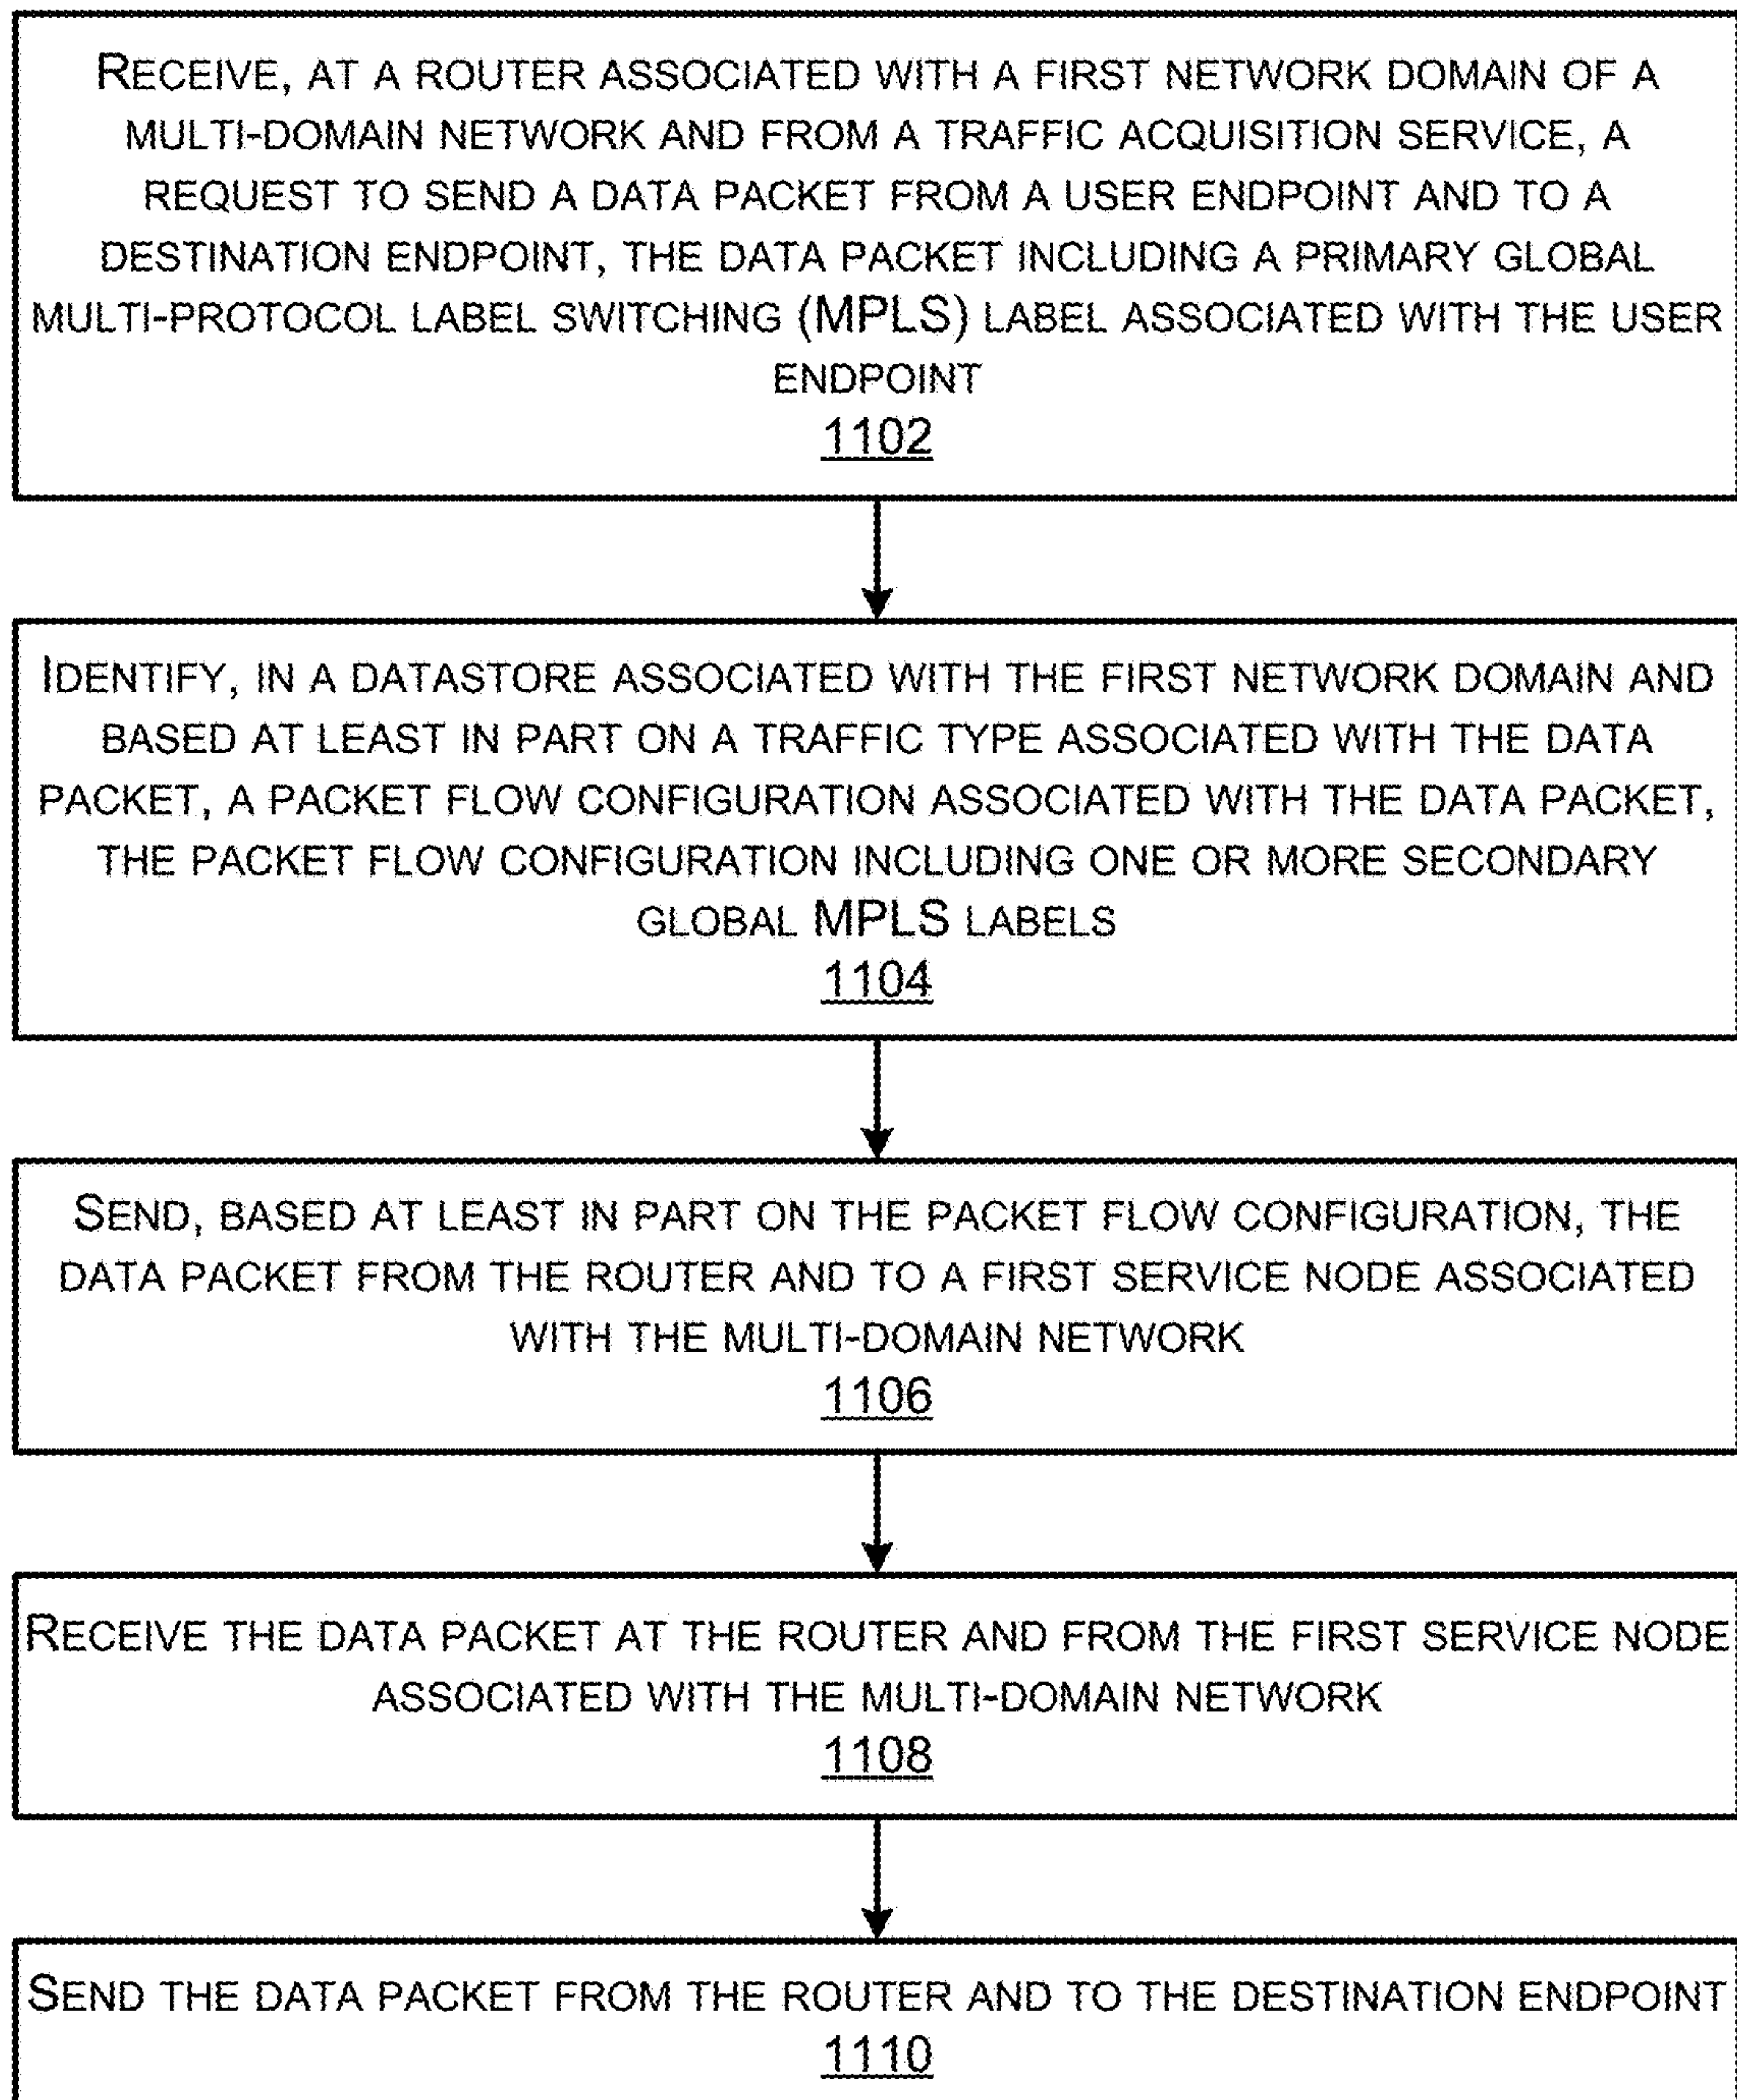 RECEIVE, AT A ROUTER ASSOCIATED WITH A FIRST NETWORK DOMAIN OF A
MULTI-DOMAIN NETWORK AND FROM A TRAFFIC ACQUISITION SERVICE, A
REQUEST TO SEND A DATA PACKET FROM A USER ENDPOINT AND TO A
DESTINATION ENDPOINT, THE DATA PACKET INCLUDING A PRIMARY GLOBAL
MULTI-PROTOCOL LABEL SWITCHING (MPLS) LABEL ASSOCIATED WITH THE USER
ENDPOINT
1102
IDENTIFY, IN A DATASTORE ASSOCIATED WITH THE FIRST NETWORK DOMAIN AND
BASED AT LEAST IN PART ON A TRAFFIC TYPE ASSOCIATED WITH THE DATA
PACKET, A PACKET FLOW CONFIGURATION ASSOCIATED WITH THE DATA PACKET,
THE PACKET FLOW CONFIGURATION INCLUDING ONE OR MORE SECONDARY
GLOBAL MPLS LABELS
1104
SEND, BASED AT LEAST IN PART ON THE PACKET FLOW CONFIGURATION, THE
DATA PACKET FROM THE ROUTER AND TO A FIRST SERVICE NODE ASSOCIATED
WITH THE MULTI-DOMAIN NETWORK
1106
RECEIVE THE DATA PACKET AT THE ROUTER AND FROM THE FIRST SERVICE NODE
ASSOCIATED WITH THE MULTI-DOMAIN NETWORK
1108
SEND THE DATA PACKET FROM THE ROUTER AND TO THE DESTINATION ENDPOINT
1110